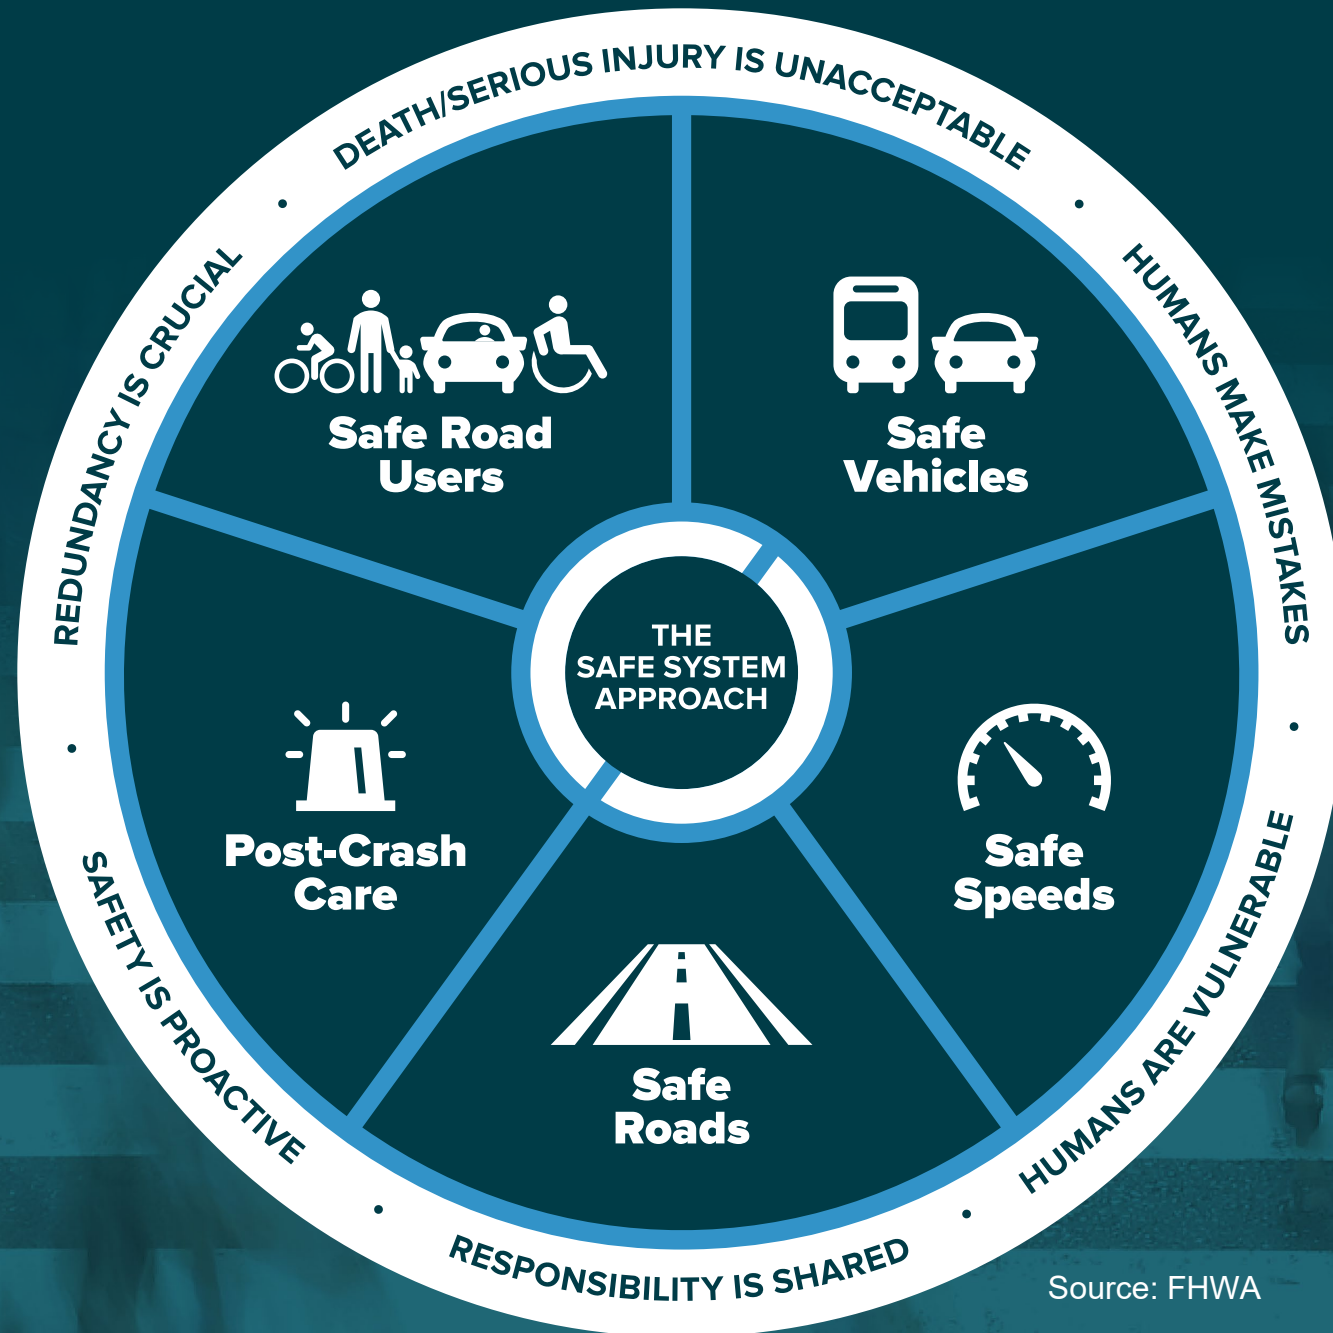 DEATH/SERIOUS INJURY IS UNACCEPTABLE
HUMANS MAKE MISTAKES
HUMANS ARE VULNERABLE
RESPONSIBILITY IS SHARED
SAFETY IS PROACTIVE
REDUNDANCY IS CRUCIAL
Safe Road
Users
Safe
Vehicles
THE
SAFE SYSTEM
APPROACH
Post-Crash
Care
Safe
Speeds
Safe
Roads
Source: FHWA